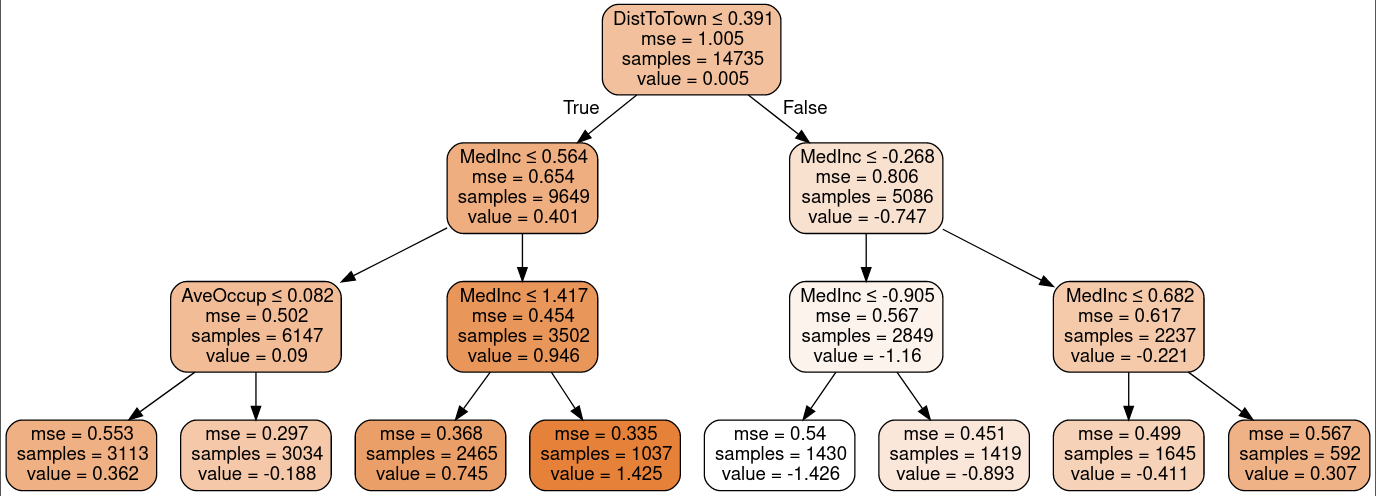 DistToTown ≤ 0.391
mse = 1.005
samples = 14735
value = 0.005
True
False
MedInc ≤ 0.564
mse = 0.654
samples = 9649
value = 0.401
MedInc ≤ -0.268
mse = 0.806
samples = 5086
value = -0.747
AveOccup ≤ 0.082
mse = 0.502
samples = 6147
value = 0.09
MedInc ≤ 1.417
mse = 0.454
samples = 3502
value = 0.946
MedInc ≤ -0.905
mse = 0.567
samples = 2849
value = -1.16
MedInc ≤ 0.682
mse = 0.617
samples = 2237
value = -0.221
mse = 0.553
samples = 3113
value = 0.362
mse = 0.297
samples = 3034
value = -0.188
mse = 0.368
samples = 2465
value = 0.745
mse = 0.335
samples = 1037
value = 1.425
mse = 0.54
samples = 1430
value = -1.426
mse = 0.451
samples = 1419
value = -0.893
mse = 0.499
samples = 1645
value = -0.411
mse = 0.567
samples = 592
value = 0.307